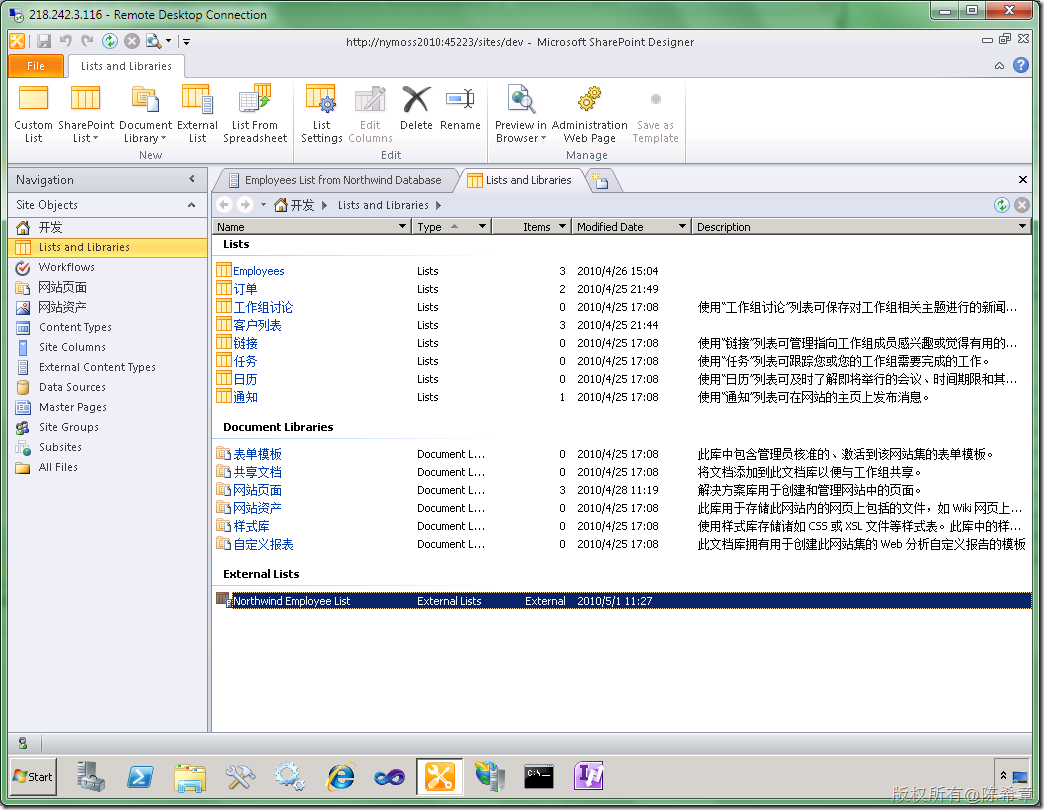 218.242.3.116 - Remote Desktop Connection
http://nymoss2010:45223/sites/dev - Microsoft SharePoint Designer
File Lists and Libraries
Custom List SharePoint List Document Library External List List From Spreadsheet
New
List Settings Edit Columns Delete Rename
Edit
Preview in Browser Administration Web Page Save as Template
Manage
Navigation
Site Objects
开发
Lists and Libraries
Workflows
网站页面
网站资产
Content Types
Site Columns
External Content Types
Data Sources
Master Pages
Site Groups
Subsites
All Files
Employees List from Northwind Database Lists and Libraries
开发 Lists and Libraries
Name Type Items Modified Date Description
Lists
Employees Lists 3 2010/4/26 15:04
订单 Lists 2 2010/4/25 21:49
工作组讨论 Lists 0 2010/4/25 17:08 使用“工作组讨论”列表可保存对工作组相关主题进行的新闻...
客户列表 Lists 3 2010/4/25 21:44
链接 Lists 0 2010/4/25 17:08 使用“链接”列表可管理指向工作组成员感兴趣或觉得有用的...
任务 Lists 0 2010/4/25 17:08 使用“任务”列表可跟踪您或您的工作组需要完成的工作。
日历 Lists 0 2010/4/25 17:08 使用“日历”列表可及时了解即将举行的会议、时间期限和其...
通知 Lists 1 2010/4/25 17:08 使用“通知”列表可在网站的主页上发布消息。
Document Libraries
表单模板 Document L... 0 2010/4/25 17:08 此库中包含管理员核准的、激活到该网站集的表单模板。
共享文档 Document L... 0 2010/4/25 17:08 将文档添加到此文档库以便与工作组共享。
网站页面 Document L... 3 2010/4/28 11:19 解决方案库用于创建和管理网站中的页面。
网站资产 Document L... 0 2010/4/25 17:08 此库用于存储此网站内的网页上包括的文件，如 Wiki 网页上...
样式库 Document L... 0 2010/4/25 17:08 使用样式库存储诸如 CSS 或 XSL 文件等样式表。此库中的样...
自定义报表 Document L... 0 2010/4/25 17:08 此文档库拥有用于创建此网站集的 Web 分析自定义报告的模板
External Lists
Northwind Employee List External Lists External 2010/5/1 11:27
Start
版权所有@陈希章